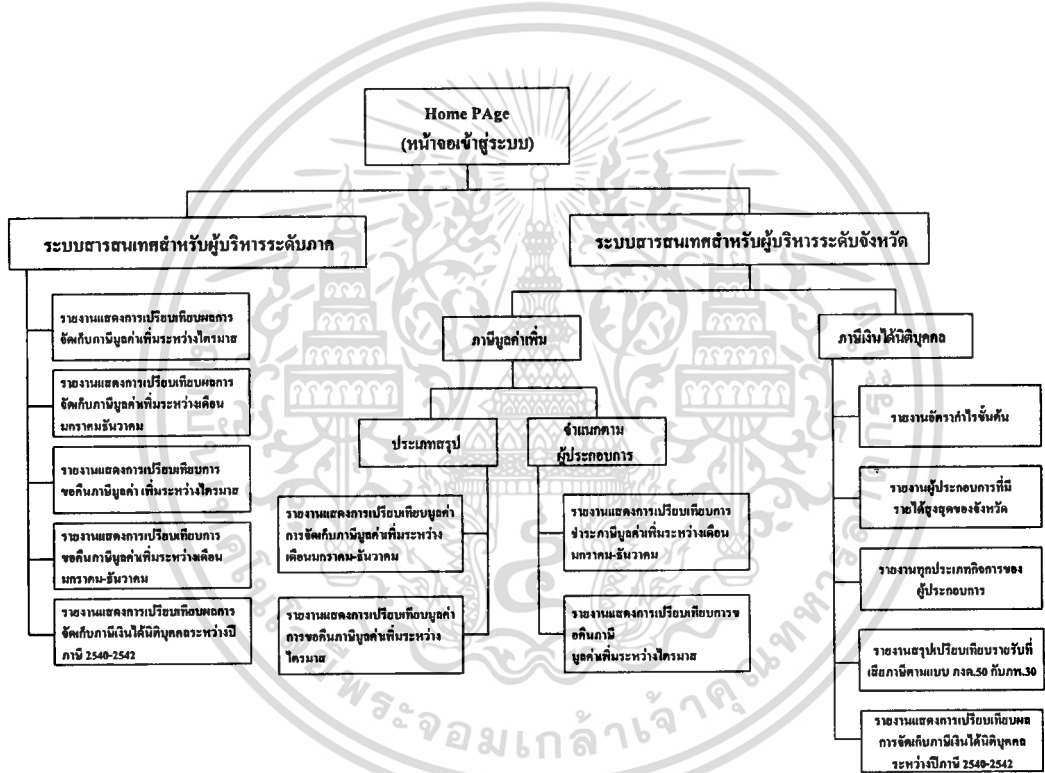 Home PAge
(หน้าจอเข้าสู่ระบบ)
ระบบสารสนเทศสำหรับผู้บริหารระดับภาค
รายงานแสดงการเปรียบเทียบผลการ
จัดเก็บภาษีมูลค่าเพิ่มระหว่างไตรมาส
รายงานแสดงการเปรียบเทียบผลการ
จัดเก็บภาษีมูลค่าเพิ่มระหว่างเดือน
มกราคมธันวาคม
รายงานแสดงการเปรียบเทียบการ
ขอคืนภาษีมูลค่า เพิ่มระหว่างไตรมาส
รายงานแสดงการเปรียบเทียบการ
ขอคืนภาษีมูลค่าเพิ่มระหว่างเดือน
มกราคม-ธันวาคม
รายงานแสดงการเปรียบเทียบผลการ
จัดเก็บภาษีเงินได้นิติบุคคลระหว่างปี
ภาษี 2540-2542
ระบบสารสนเทศสำหรับผู้บริหารระดับจังหวัด
ภาษีมูลค่าเพิ่ม
ประเภทสรุป
รายงานแสดงการเปรียบเทียบมูลค่า
การจัดเก็บภาษีมูลค่าเพิ่มระหว่าง
เดือนมกราคม-ธันวาคม
รายงานแสดงการเปรียบเทียบมูลค่า
การขอคืนภาษีมูลค่าเพิ่มระหว่าง
ไตรมาส
จำแนกตาม
ผู้ประกอบการ
รายงานแสดงการเปรียบเทียบการ
ชำระภาษีมูลค่าเพิ่มระหว่างเดือน
มกราคม-ธันวาคม
รายงานแสดงการเปรียบเทียบการข
อคืนภาษี
มูลค่าเพิ่มระหว่างไตรมาส
ภาษีเงินได้นิติบุคคล
รายงานอัตรากำไรขั้นต้น
รายงานผู้ประกอบการที่มี
รายได้สูงสุดของจังหวัด
รายงานทุกประเภทกิจการของ
ผู้ประกอบการ
รายงานสรุปเปรียบเทียบรายรับที่
เสียภาษีตามแบบ ภงด.50 กับภพ.30
รายงานแสดงการเปรียบเทียบผล
การจัดเก็บภาษีเงินได้นิติบุคคล
ระหว่างปีภาษี 2540-2542
พระจอมเกล้าเจ้าคุณทหาร